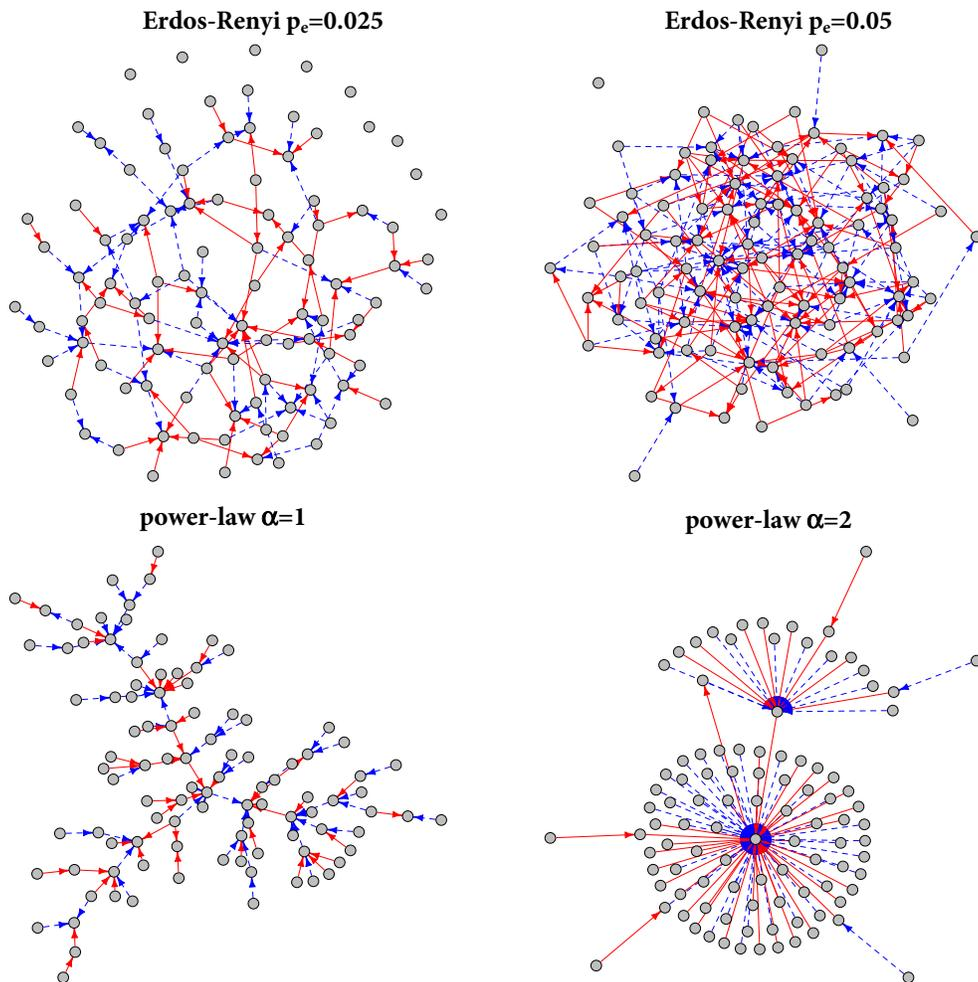 Erdos-Renyi pₑ=0.025
Erdos-Renyi pₑ=0.05
power-law α=1
power-law α=2